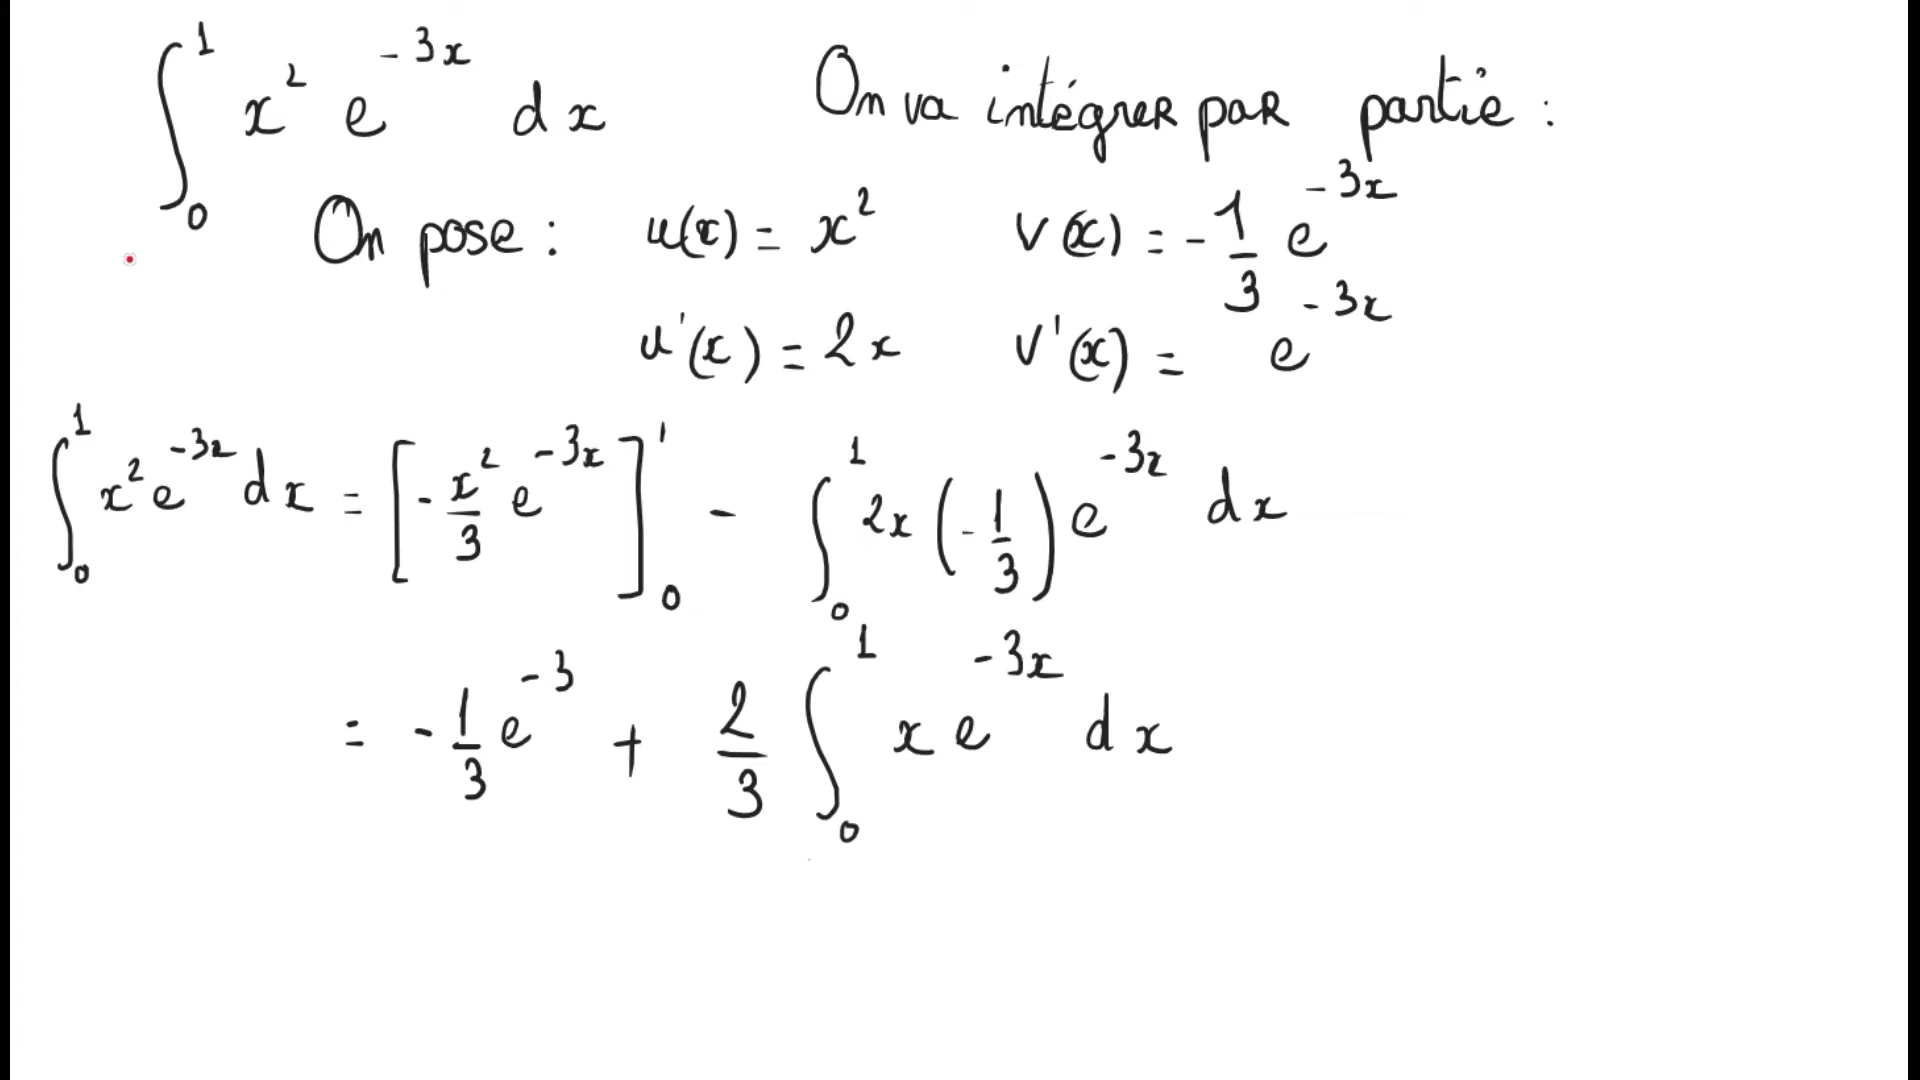 ∫₀¹ x² e^(-3x) dx On va intégrer par partie :
On pose : u(x) = x² v(x) = -1/3 e^(-3x)
u'(x) = 2x v'(x) = e^(-3x)
∫₀¹ x² e^(-3x) dx = [-x²/3 e^(-3x)]₀¹ - ∫₀¹ 2x (-1/3) e^(-3x) dx
= -1/3 e^(-3) + 2/3 ∫₀¹ x e^(-3x) dx